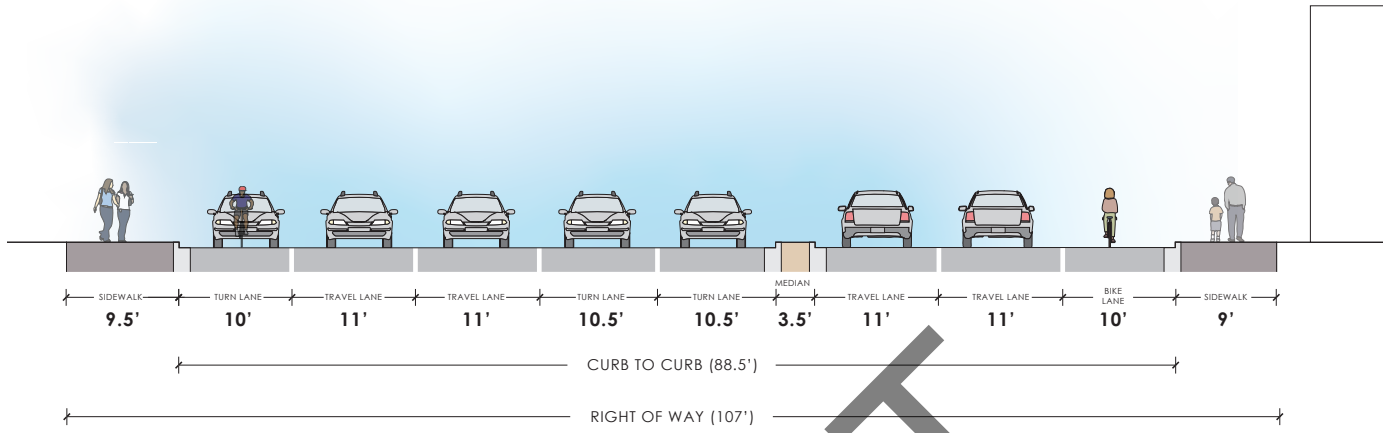 MEDIAN
SIDEWALK TURN LANE TRAVEL LANE TRAVEL LANE TURN LANE TURN LANE TRAVEL LANE TRAVEL LANE BIKE LANE SIDEWALK
9.5’ 10’ 11’ 11’ 10.5’ 10.5’ 3.5’ 11’ 11’ 10’ 9’
CURB TO CURB (88.5’)
RIGHT OF WAY (107’)